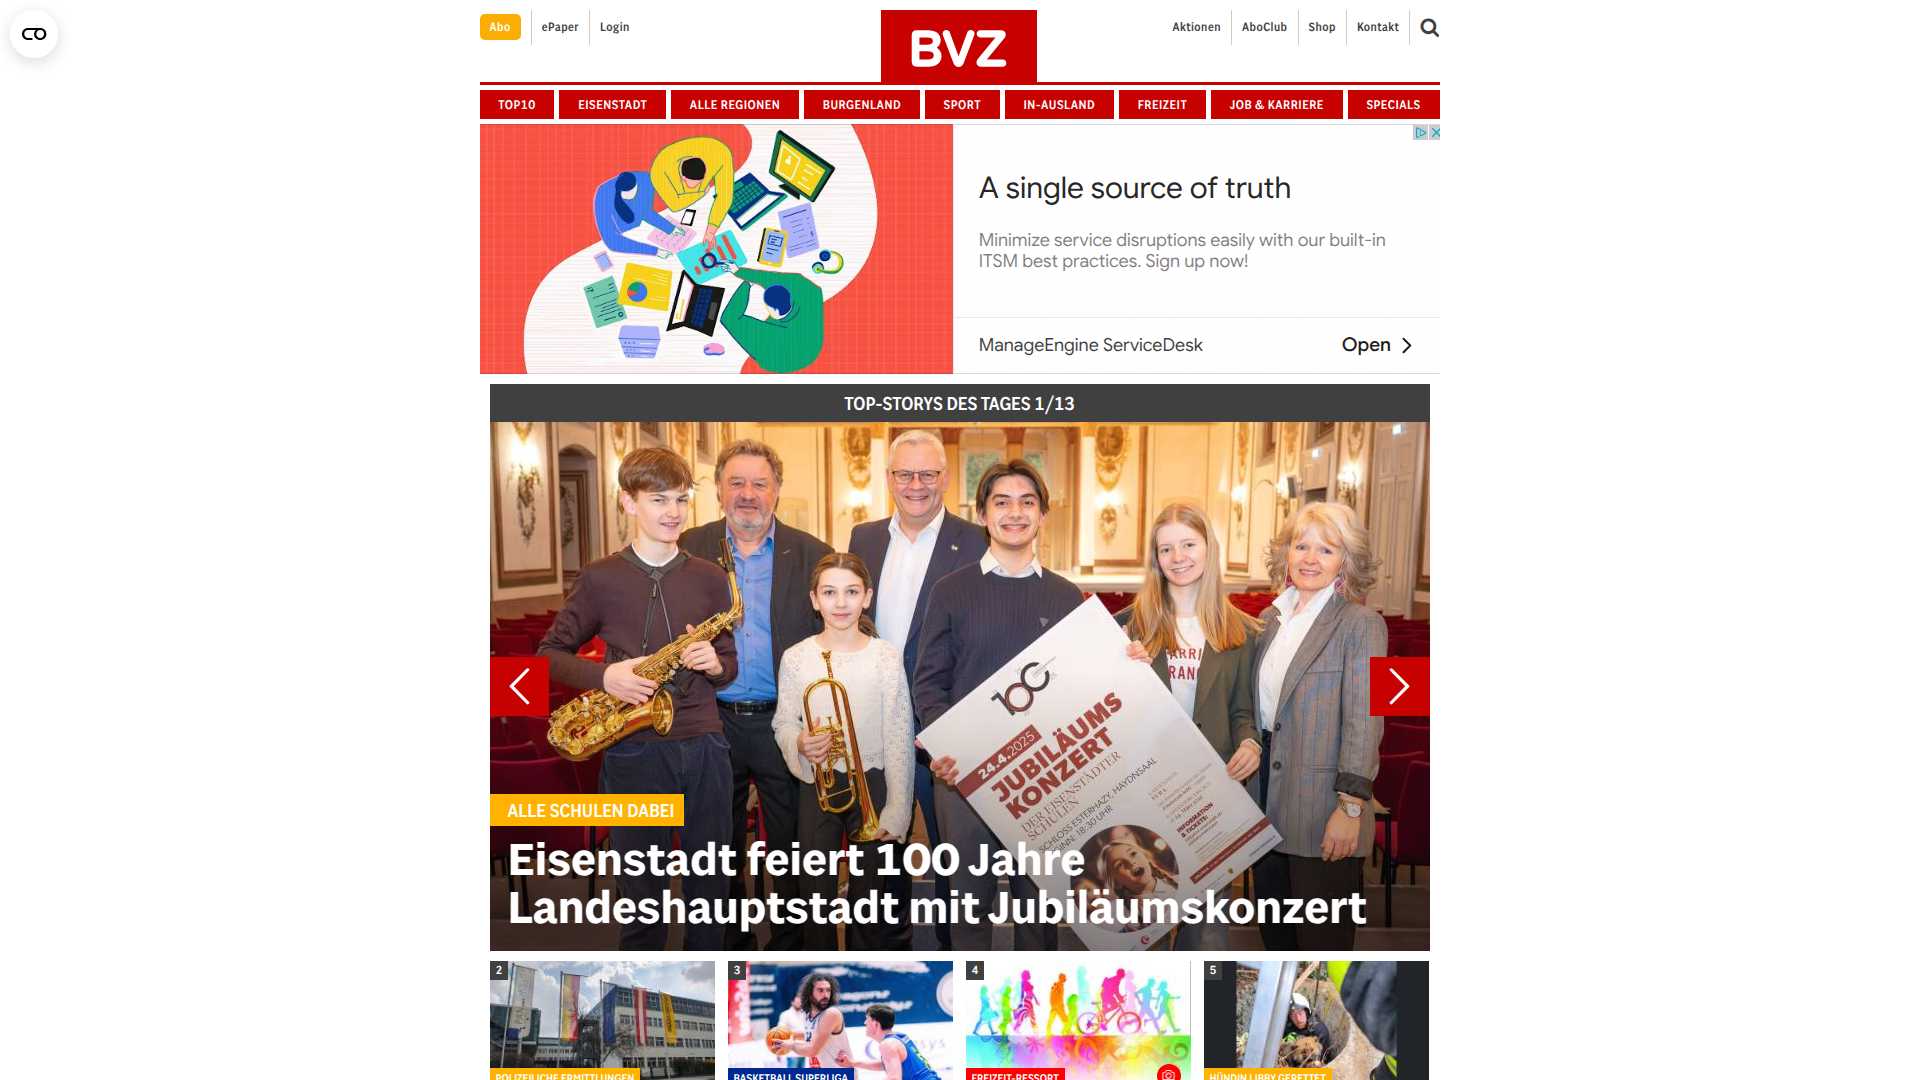 Abo
ePaper
Login
BVZ
Aktionen
AboClub
Shop
Kontakt
TOP10
EISENSTADT
ALLE REGIONEN
BURGENLAND
SPORT
IN-AUSLAND
FREIZEIT
JOB & KARRIERE
SPECIALS
A single source of truth
Minimize service disruptions easily with our built-in
ITSM best practices. Sign up now!
ManageEngine ServiceDesk
Open
TOP-STORYS DES TAGES 1/13
100
24.4.2025
JUBILÄUMS
KONZERT
DER EISENSTÄDTER
SCHULEN
SCHLOSS ESTERHAZY, HAYDNSAAL
18:30 UHR
INFORMATION
& TICKETS:
ALLE SCHULEN DABEI
Eisenstadt feiert 100 Jahre
Landeshauptstadt mit Jubiläumskonzert
2
3
4
5
POLIZEILICHE ERMITTLUNGEN
BASKETBALL SUPERLIGA
FREIZEIT-RESSORT
HÜNDIN LIBBY GERETTET